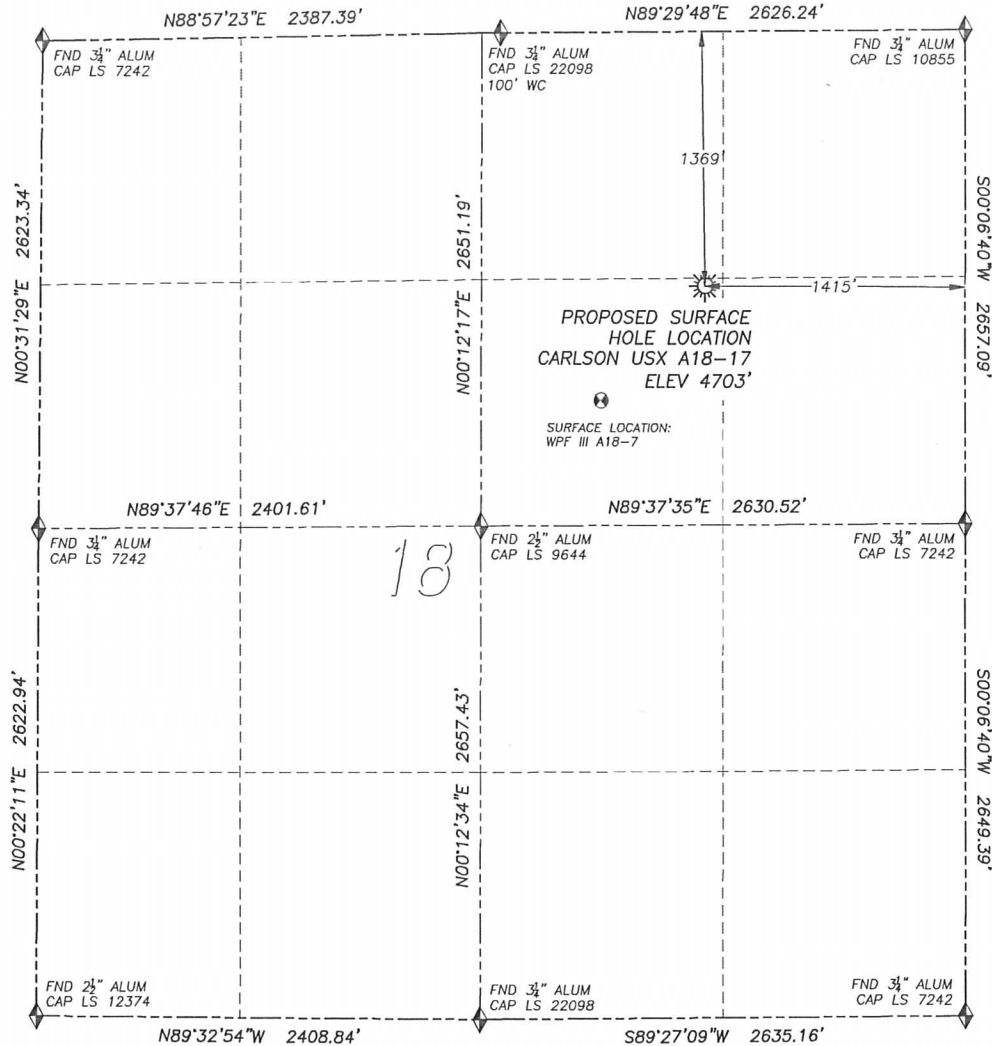 N88°57'23"E 2387.39'
N89°29'48"E 2626.24'
FND 3¼" ALUM
CAP LS 7242
FND 3¼" ALUM
CAP LS 22098
100' WC
FND 3¼" ALUM
CAP LS 10855
1369'
N00°31'29"E 2623.34'
N00°12'17"E 2651.19'
S00°06'40"W 2657.09'
1415'
PROPOSED SURFACE
HOLE LOCATION
CARLSON USX A18-17
ELEV 4703'
SURFACE LOCATION:
WPF III A18-7
N89°37'46"E 2401.61'
N89°37'35"E 2630.52'
FND 3¼" ALUM
CAP LS 7242
18
FND 2½" ALUM
CAP LS 9644
FND 3¼" ALUM
CAP LS 7242
N00°22'11"E 2622.94'
N00°12'34"E 2657.43'
S00°06'40"W 2649.39'
FND 2½" ALUM
CAP LS 12374
FND 3¼" ALUM
CAP LS 22098
FND 3¼" ALUM
CAP LS 7242
N89°32'54"W 2408.84'
S89°27'09"W 2635.16'